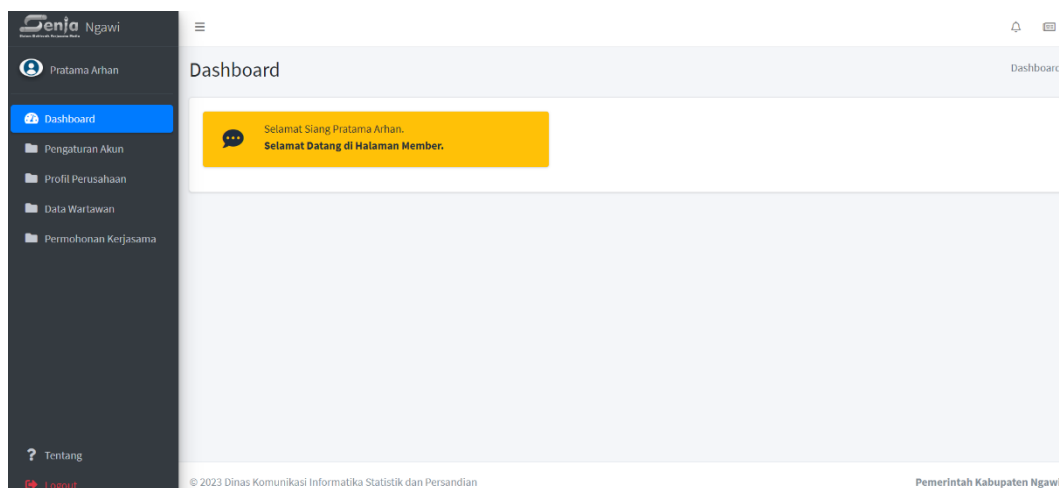 Senja Ngawi
Pratama Arhan
Dashboard
Pengaturan Akun
Profil Perusahaan
Data Wartawan
Permohonan Kerjasama
Tentang
Logout
Dashboard
Dashboard
Selamat Siang Pratama Arhan.
Selamat Datang di Halaman Member.
© 2023 Dinas Komunikasi Informatika Statistik dan Persandian
Pemerintah Kabupaten Ngawi